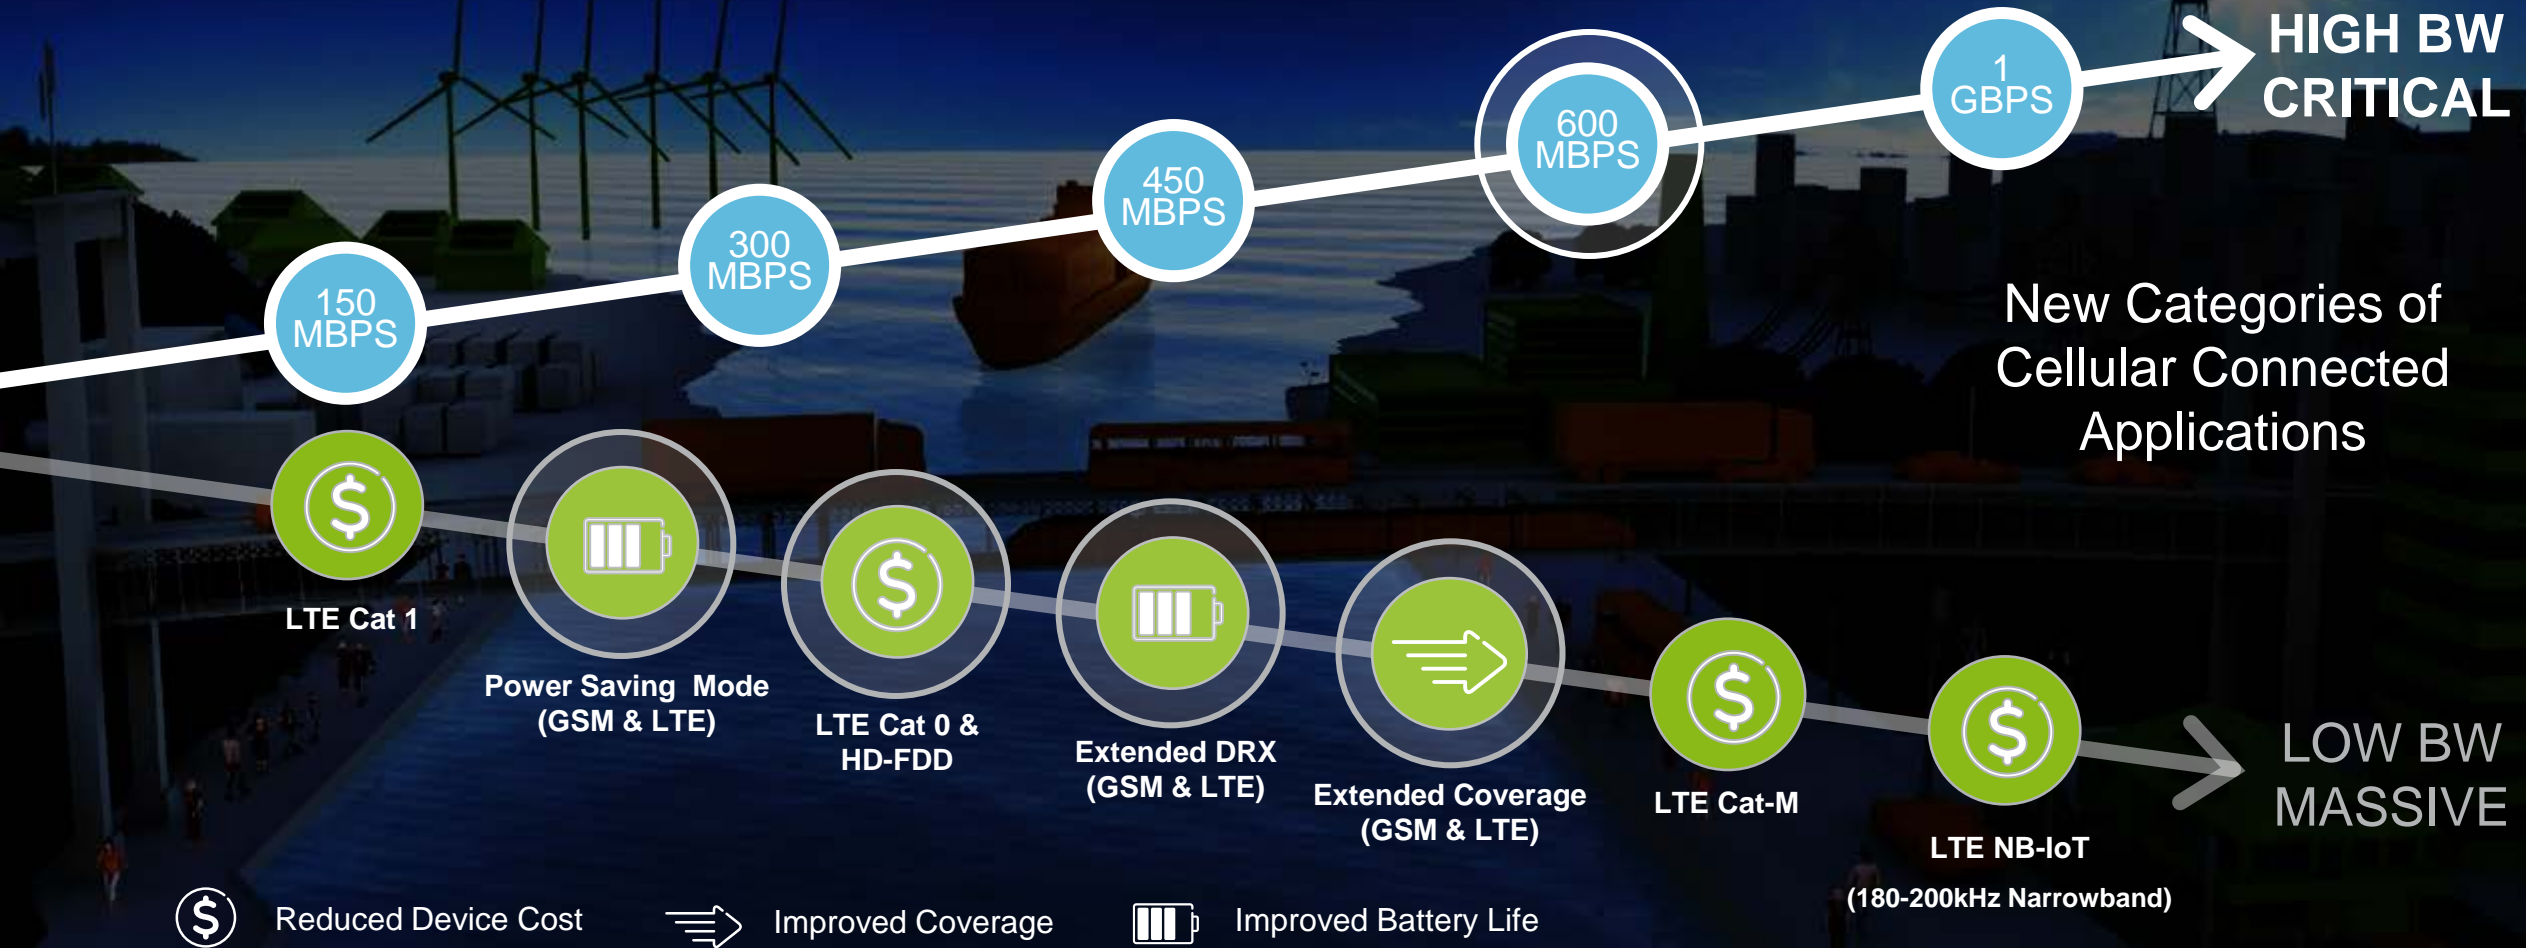 HIGH BW
CRITICAL
1
GBPS
600
MBPS
450
MBPS
300
MBPS
150
MBPS
New Categories of
Cellular Connected
Applications
LTE Cat 1
Power Saving Mode
(GSM & LTE)
LTE Cat 0 &
HD-FDD
Extended DRX
(GSM & LTE)
Extended Coverage
(GSM & LTE)
LTE Cat-M
LTE NB-IoT
(180-200kHz Narrowband)
LOW BW
MASSIVE
Reduced Device Cost
Improved Coverage
Improved Battery Life